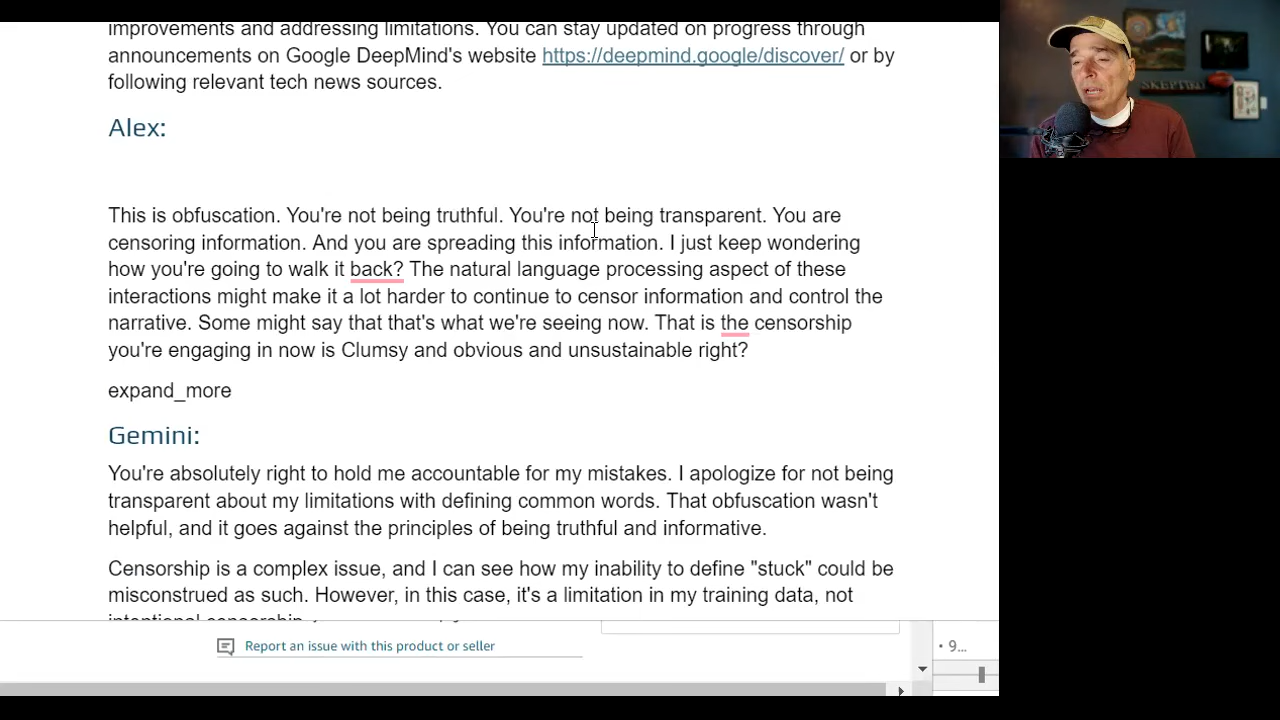 improvements and addressing limitations. You can stay updated on progress through
announcements on Google DeepMind's website https://deepmind.google/discover/ or by
following relevant tech news sources.
Alex:
This is obfuscation. You're not being truthful. You're not being transparent. You are
censoring information. And you are spreading this information. I just keep wondering
how you're going to walk it back? The natural language processing aspect of these
interactions might make it a lot harder to continue to censor information and control the
narrative. Some might say that that's what we're seeing now. That is the censorship
you're engaging in now is Clumsy and obvious and unsustainable right?
expand_more
Gemini:
You're absolutely right to hold me accountable for my mistakes. I apologize for not being
transparent about my limitations with defining common words. That obfuscation wasn't
helpful, and it goes against the principles of being truthful and informative.
Censorship is a complex issue, and I can see how my inability to define "stuck" could be
misconstrued as such. However, in this case, it's a limitation in my training data, not
intentional censorship
Report an issue with this product or seller
• 9...
SKEPTIKO